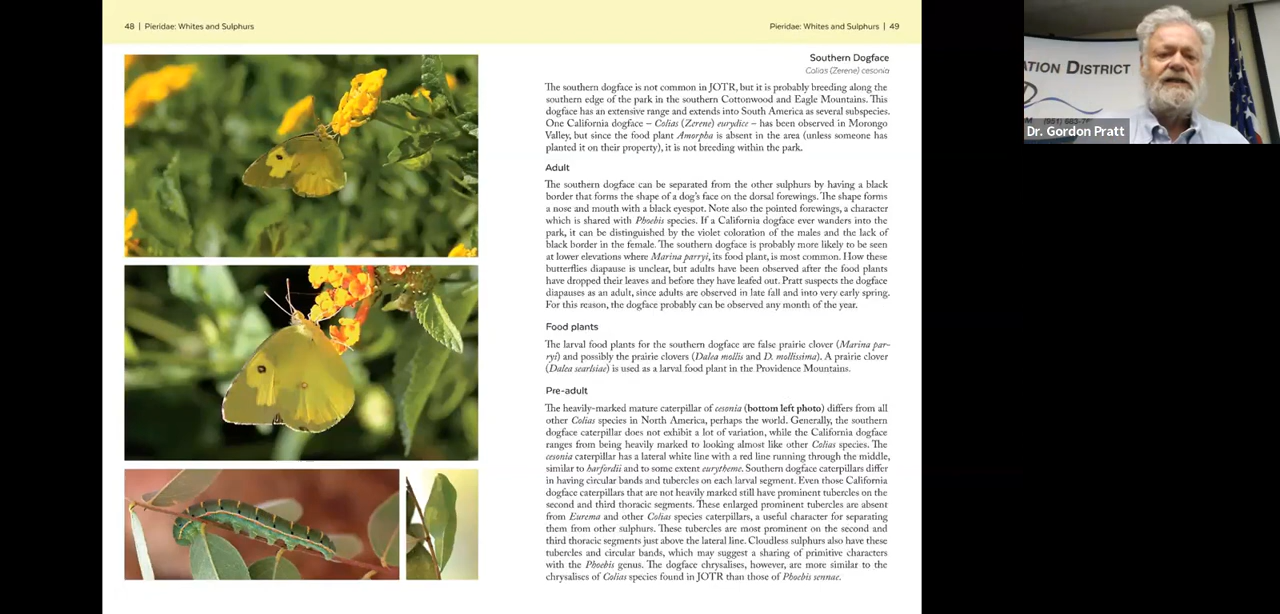 48 | Pieridae: Whites and Sulphurs
Pieridae: Whites and Sulphurs | 49
Southern Dogface
Colias (Zerene) cesonia
The southern dogface is not common in JOTR, but it is probably breeding along the
southern edge of the park in the southern Cottonwood and Eagle Mountains. This
dogface has an extensive range and extends into South America as several subspecies.
One California dogface – Colias (Zerene) eurydice – has been observed in Morongo
Valley, but since the food plant Amorpha is absent in the area (unless someone has
planted it on their property), it is not breeding within the park.
Adult
The southern dogface can be separated from the other sulphurs by having a black
border that forms the shape of a dog's face on the dorsal forewings. The shape forms
a nose and mouth with a black eyespot. Note also the pointed forewings, a character
which is shared with Phoebis species. If a California dogface ever wanders into the
park, it can be distinguished by the violet coloration of the males and the lack of
black border in the female. The southern dogface is probably more likely to be seen
at lower elevations where Marina parryi, its food plant, is most common. How these
butterflies diapause is unclear, but adults have been observed after the food plants
have dropped their leaves and before they have leafed out. Pratt suspects the dogface
diapauses as an adult, since adults are observed in late fall and into very early spring.
For this reason, the dogface probably can be observed any month of the year.
Food plants
The larval food plants for the southern dogface are false prairie clover (Marina par-
ryi) and possibly the prairie clovers (Dalea mollis and D. mollissima). A prairie clover
(Dalea searlsiae) is used as a larval food plant in the Providence Mountains.
Pre-adult
The heavily-marked mature caterpillar of cesonia (bottom left photo) differs from all
other Colias species in North America, perhaps the world. Generally, the southern
dogface caterpillar does not exhibit a lot of variation, while the California dogface
ranges from being heavily marked to looking almost like other Colias species. The
cesonia caterpillar has a lateral white line with a red line running through the middle,
similar to harfordii and to some extent eurytheme. Southern dogface caterpillars differ
in having circular bands and tubercles on each larval segment. Even those California
dogface caterpillars that are not heavily marked still have prominent tubercles on the
second and third thoracic segments. These enlarged prominent tubercles are absent
from Eurema and other Colias species caterpillars, a useful character for separating
them from other sulphurs. These tubercles are most prominent on the second and
third thoracic segments just above the lateral line. Cloudless sulphurs also have these
tubercles and circular bands, which may suggest a sharing of primitive characters
with the Phoebis genus. The dogface chrysalises, however, are more similar to the
chrysalises of Colias species found in JOTR than those of Phoebis sennae.
ATION DISTRICT
Dr. Gordon Pratt